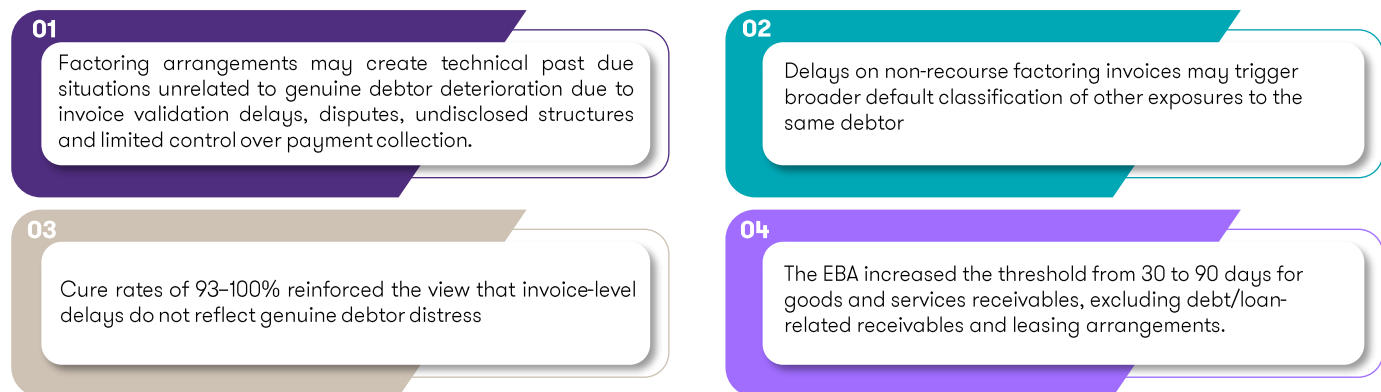 01
Factoring arrangements may create technical past due
situations unrelated to genuine debtor deterioration due to
invoice validation delays, disputes, undisclosed structures
and limited control over payment collection.
02
Delays on non-recourse factoring invoices may trigger
broader default classification of other exposures to the
same debtor
03
Cure rates of 93–100% reinforced the view that invoice-level
delays do not reflect genuine debtor distress
04
The EBA increased the threshold from 30 to 90 days for
goods and services receivables, excluding debt/loan-
related receivables and leasing arrangements.